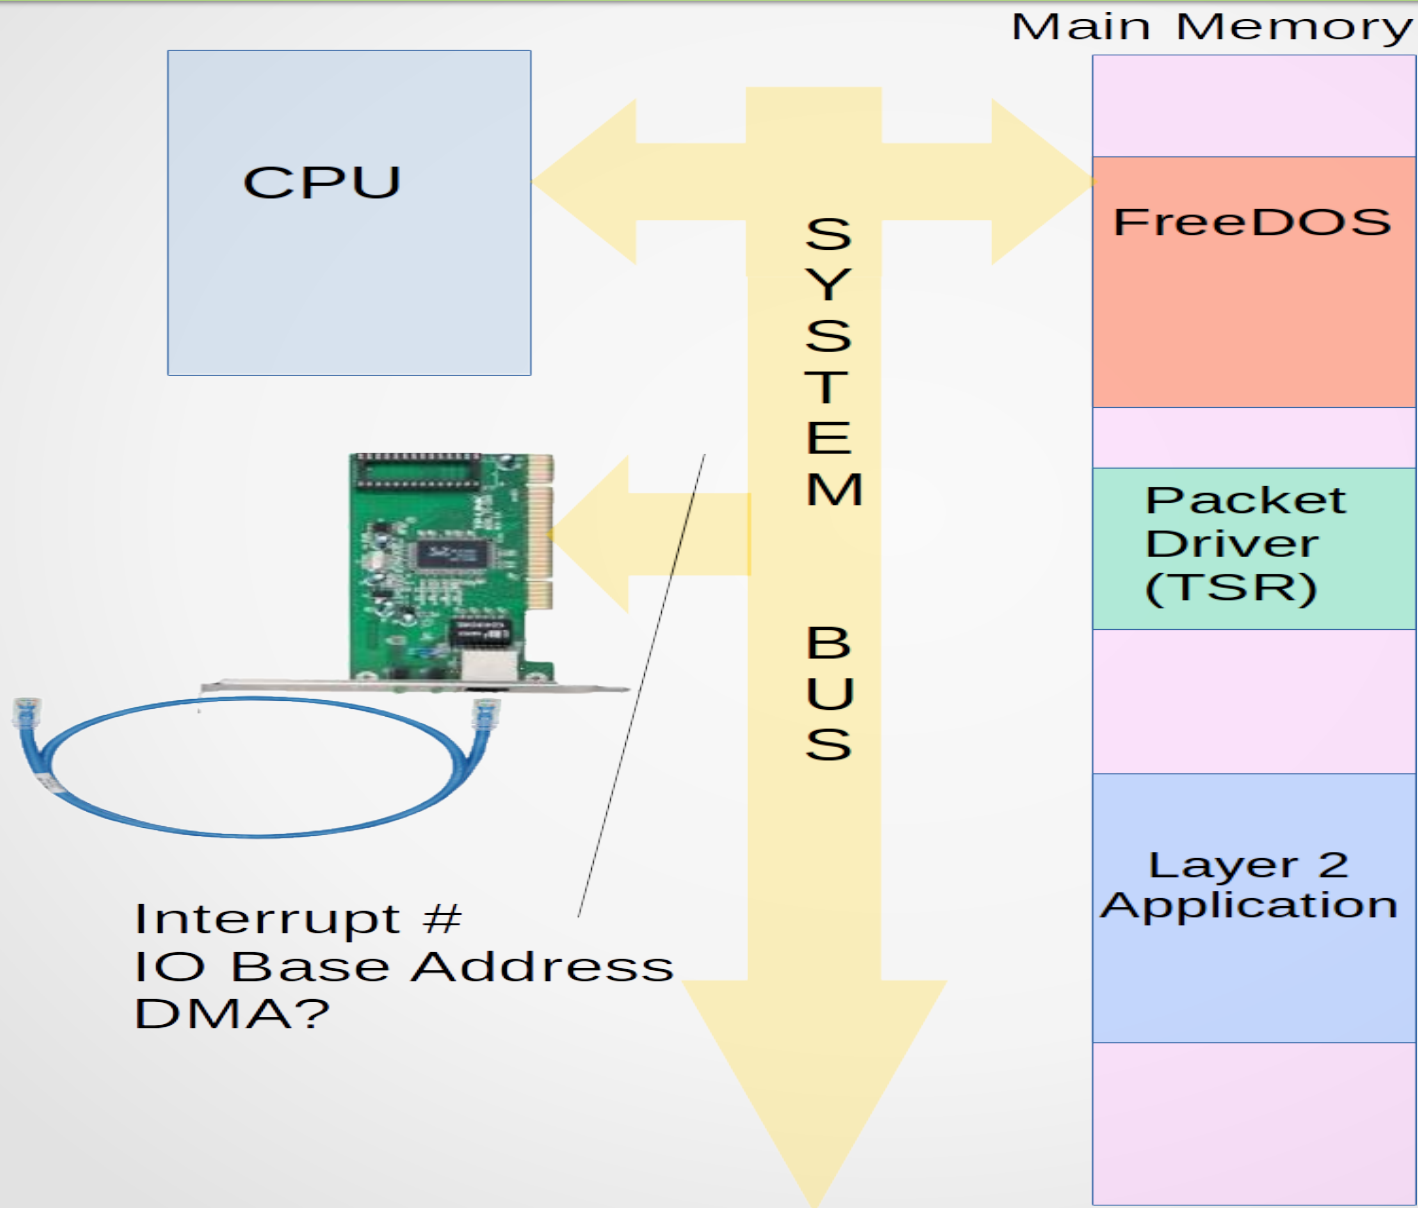 Main Memory
CPU
FreeDOS
SYSTEM
BUS
Packet
Driver
(TSR)
Layer 2
Application
Interrupt #
IO Base Address
DMA?